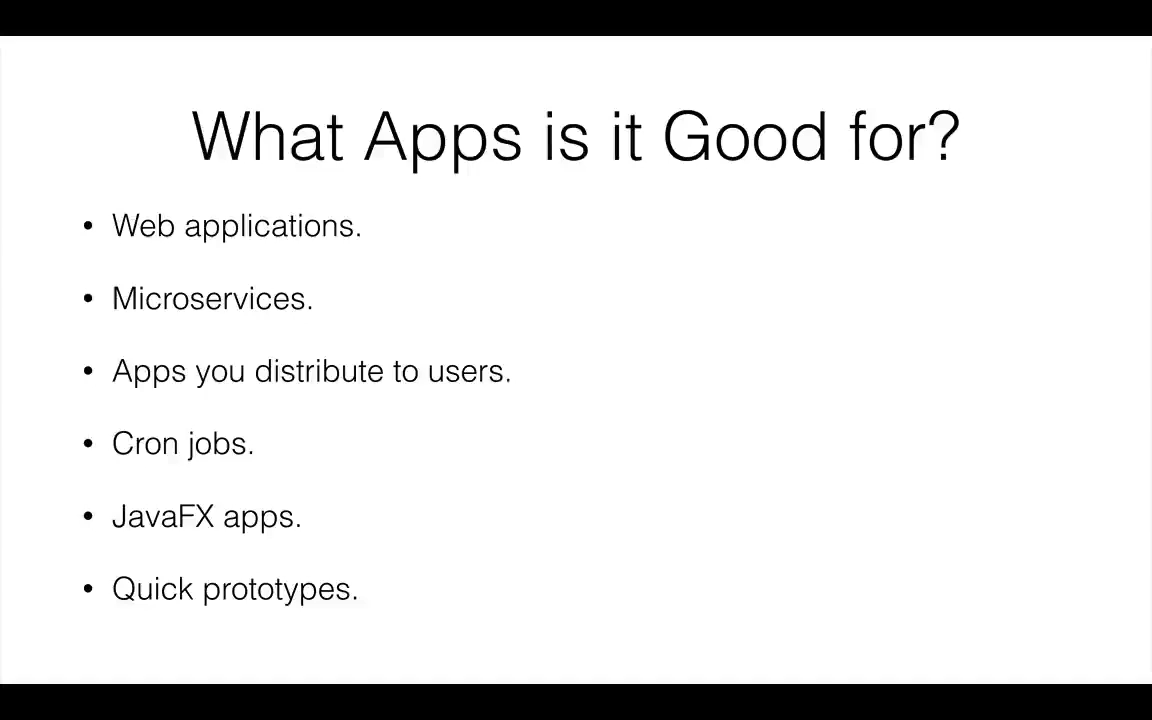 What Apps is it Good for?
• Web applications.
• Microservices.
• Apps you distribute to users.
• Cron jobs.
• JavaFX apps.
• Quick prototypes.